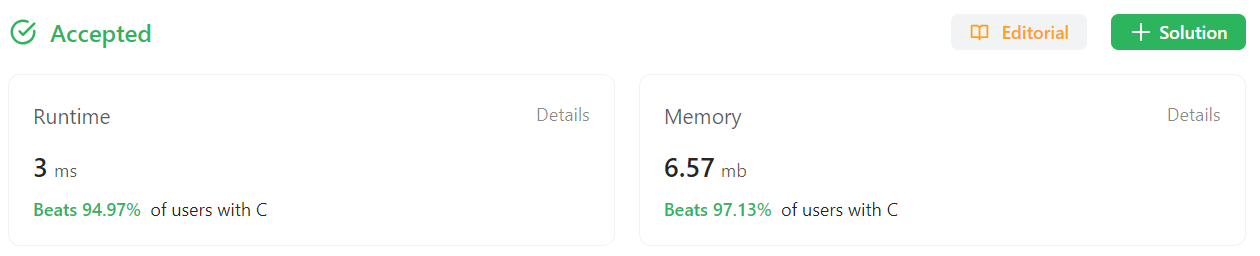 Accepted
Editorial
Solution
Runtime
Details
3 ms
Beats 94.97% of users with C
Memory
Details
6.57 mb
Beats 97.13% of users with C